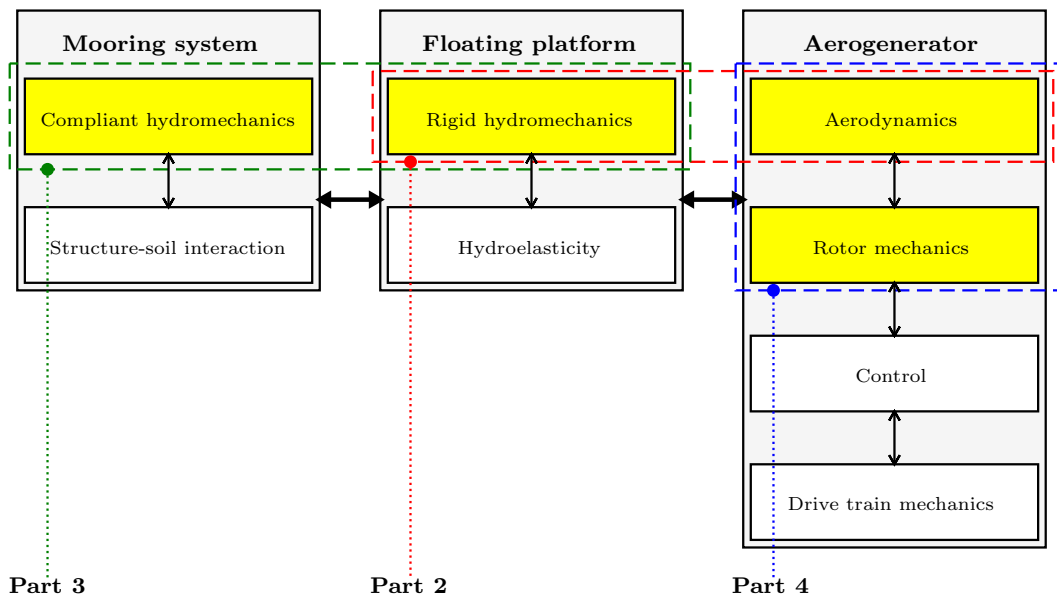 Mooring system
Floating platform
Aerogenerator
Compliant hydromechanics
Rigid hydromechanics
Aerodynamics
Structure-soil interaction
Hydroelasticity
Rotor mechanics
Control
Drive train mechanics
Part 3
Part 2
Part 4